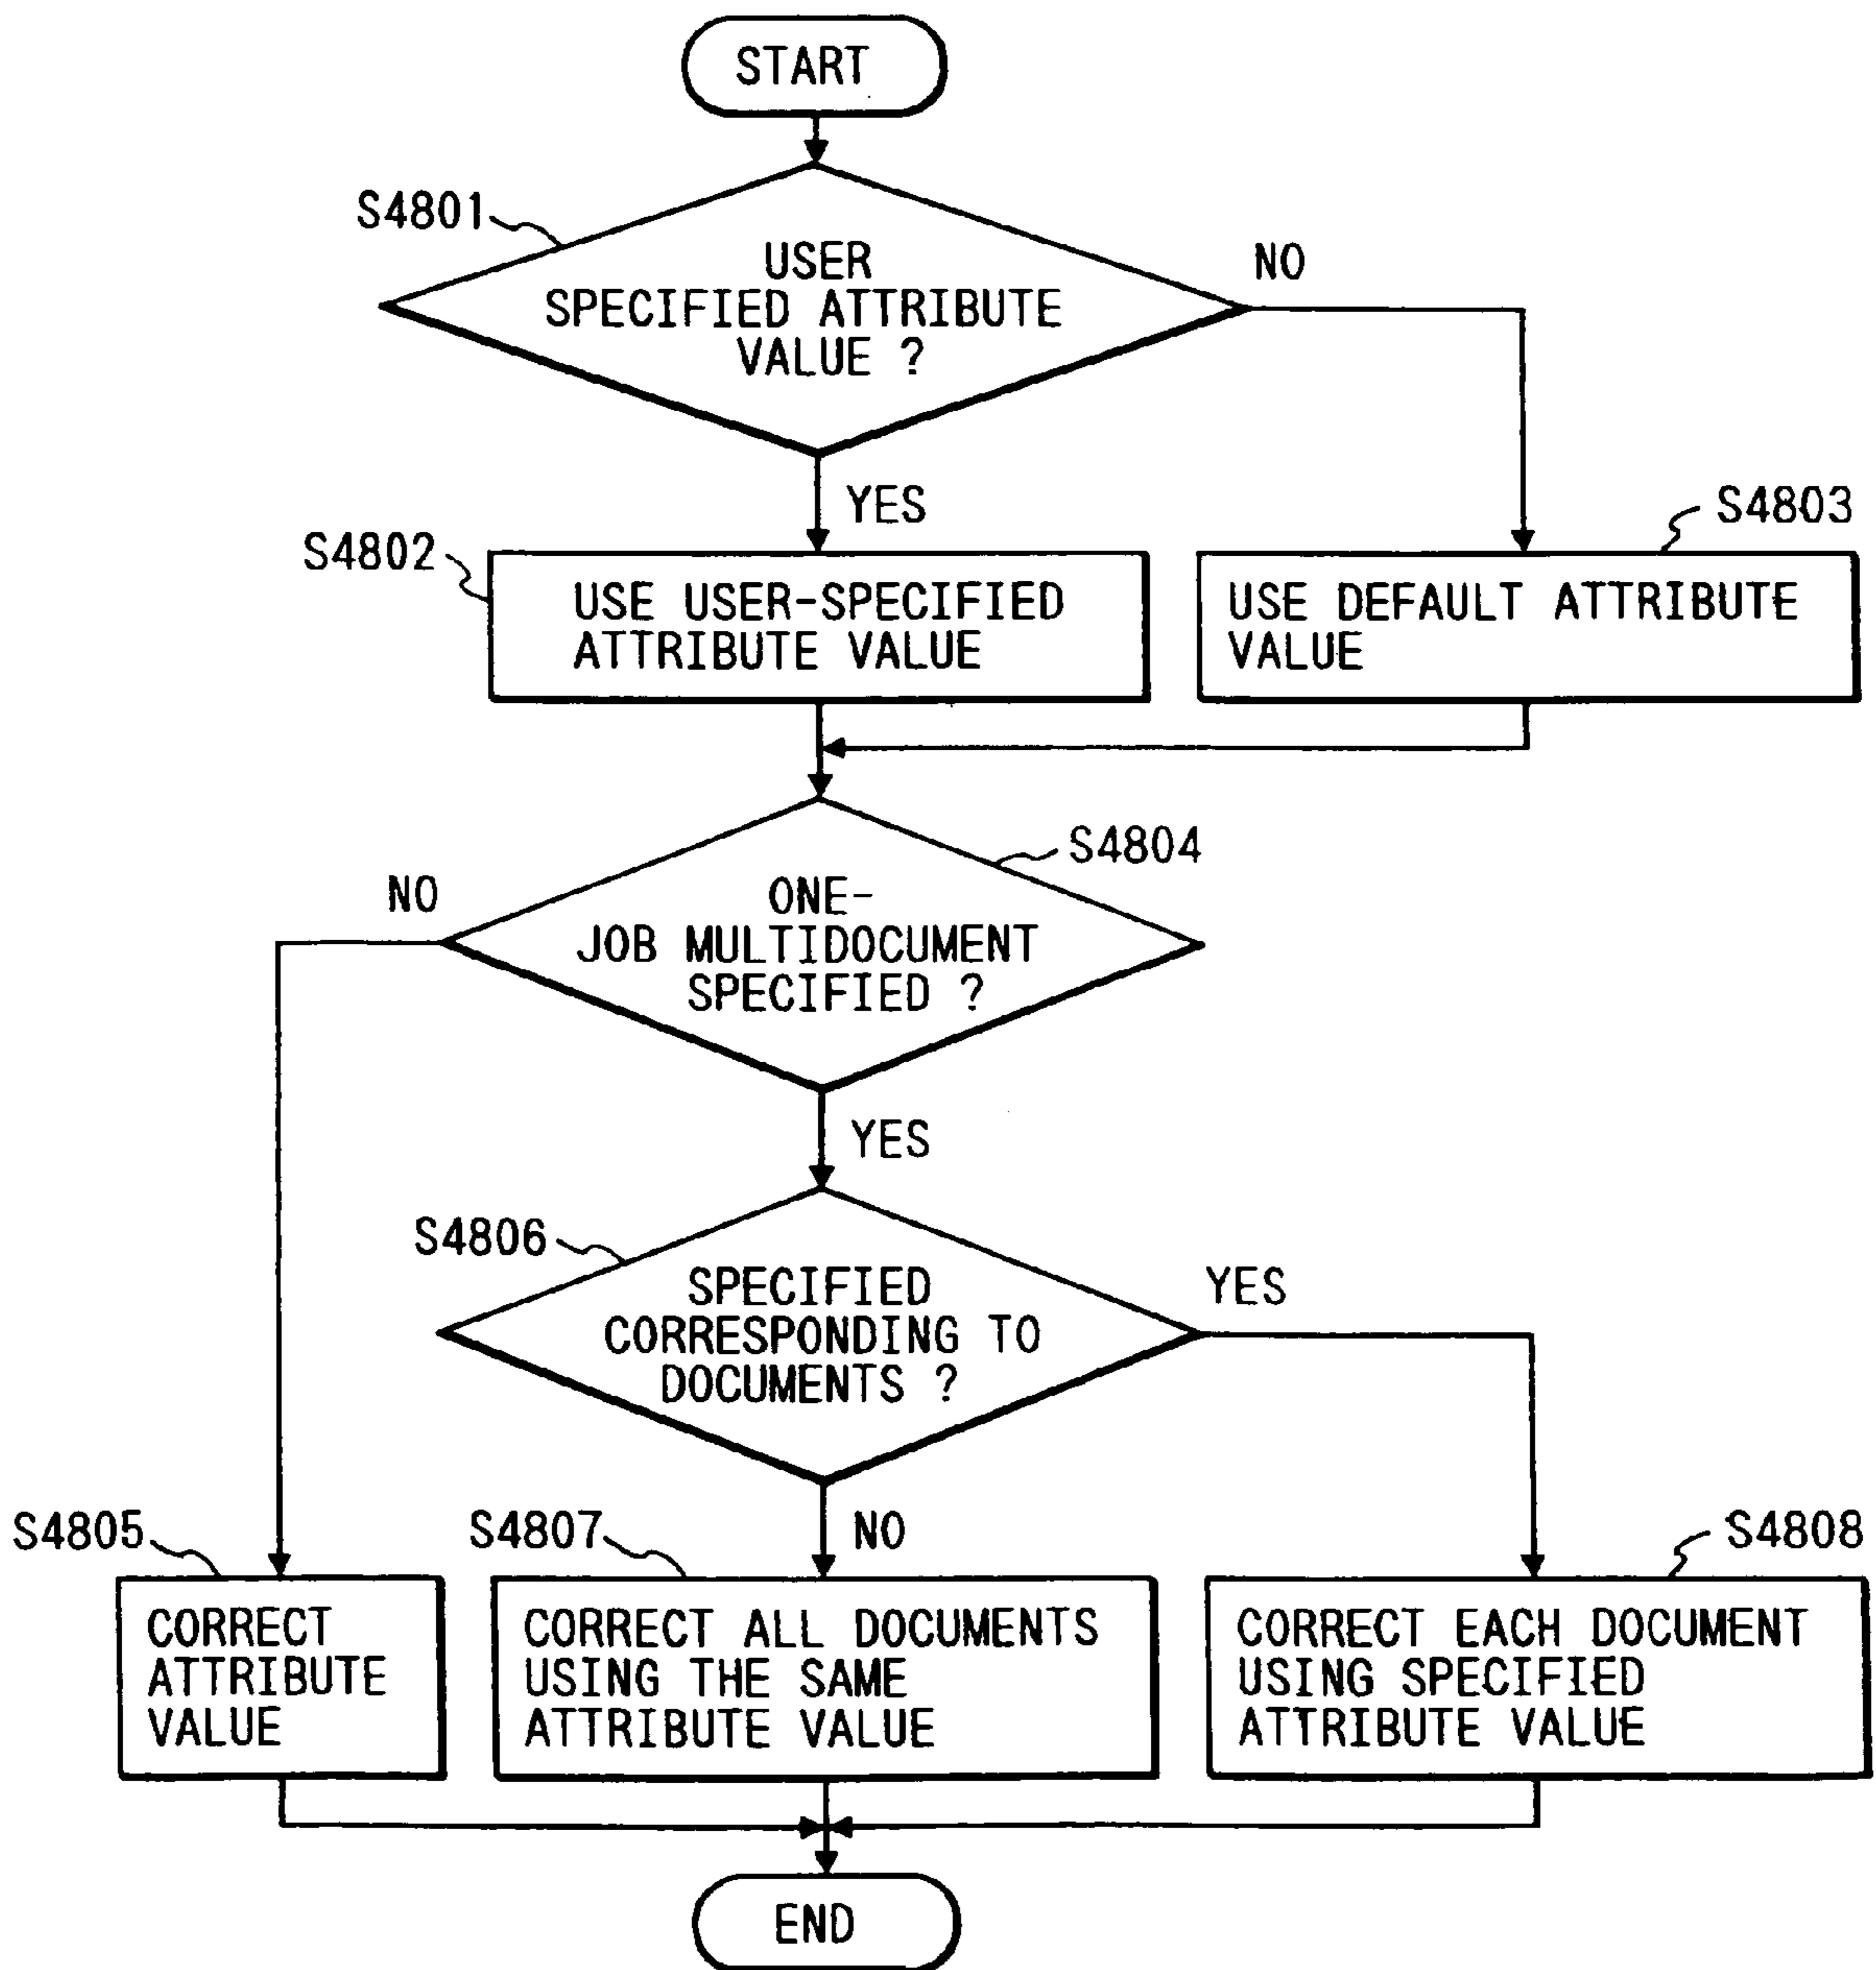 START
S4801
USER
SPECIFIED ATTRIBUTE
VALUE ?
NO
YES
S4802
USE USER-SPECIFIED
ATTRIBUTE VALUE
S4803
USE DEFAULT ATTRIBUTE
VALUE
S4804
ONE-
JOB MULTIDOCUMENT
SPECIFIED ?
NO
YES
S4806
SPECIFIED
CORRESPONDING TO
DOCUMENTS ?
YES
NO
S4805
CORRECT
ATTRIBUTE
VALUE
S4807
CORRECT ALL DOCUMENTS
USING THE SAME
ATTRIBUTE VALUE
S4808
CORRECT EACH DOCUMENT
USING SPECIFIED
ATTRIBUTE VALUE
END